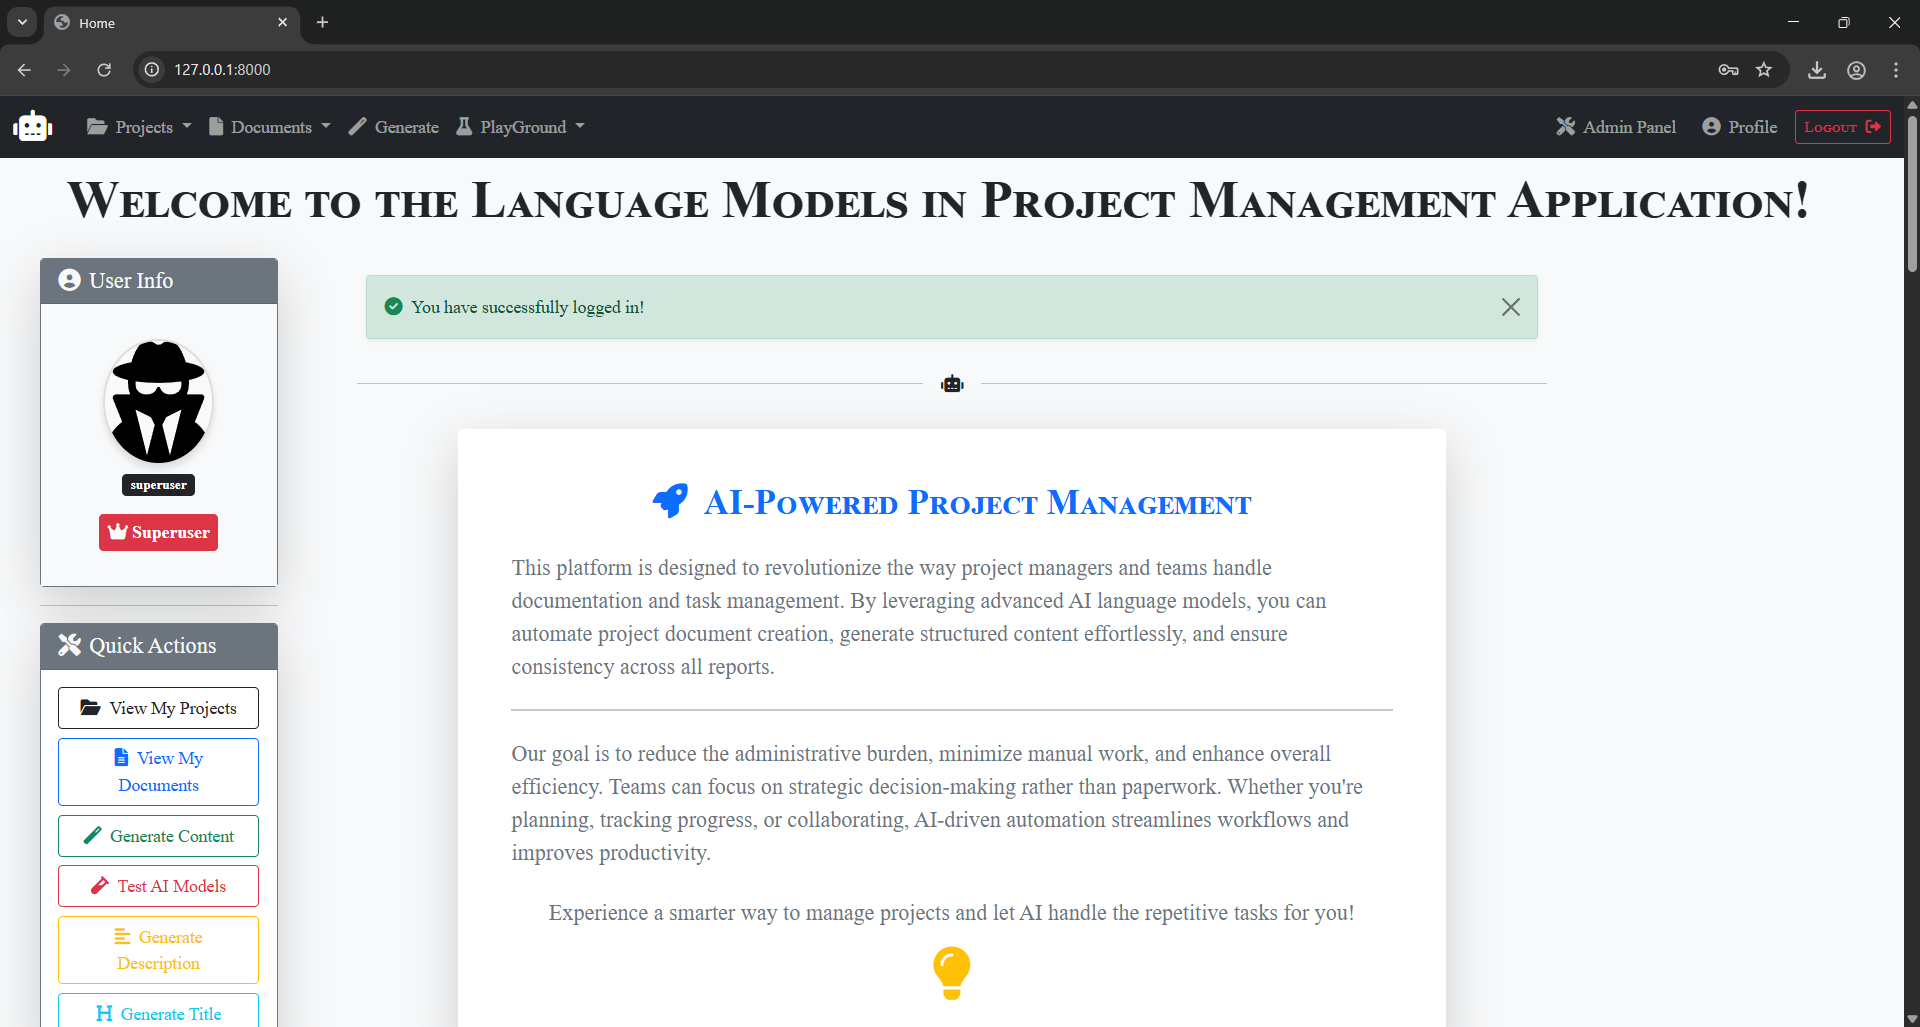 Home
127.0.0.1:8000
Projects Documents Generate PlayGround Admin Panel Profile Logout
Welcome to the Language Models in Project Management Application!
User Info
superuser
Superuser
Quick Actions
View My Projects
View My
Documents
Generate Content
Test AI Models
Generate
Description
Generate Title
You have successfully logged in!
AI-Powered Project Management
This platform is designed to revolutionize the way project managers and teams handle
documentation and task management. By leveraging advanced AI language models, you can
automate project document creation, generate structured content effortlessly, and ensure
consistency across all reports.
Our goal is to reduce the administrative burden, minimize manual work, and enhance overall
efficiency. Teams can focus on strategic decision-making rather than paperwork. Whether you're
planning, tracking progress, or collaborating, AI-driven automation streamlines workflows and
improves productivity.
Experience a smarter way to manage projects and let AI handle the repetitive tasks for you!